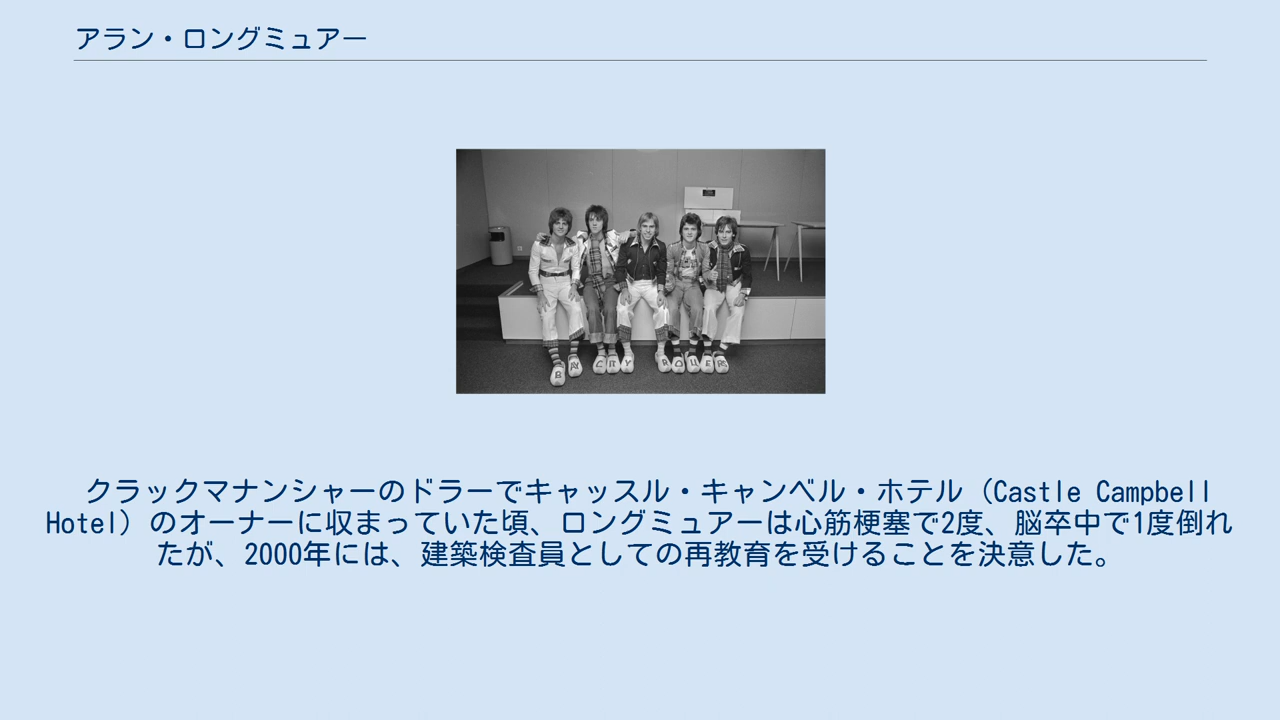 アラン・ロングミュアー
BAY CITY ROLLERS
クラックマナンシャーのドラーでキャッスル・キャンベル・ホテル（Castle Campbell
Hotel）のオーナーに収まっていた頃、ロングミュアーは心筋梗塞で2度、脳卒中で1度倒れ
たが、2000年には、建築検査員としての再教育を受けることを決意した。